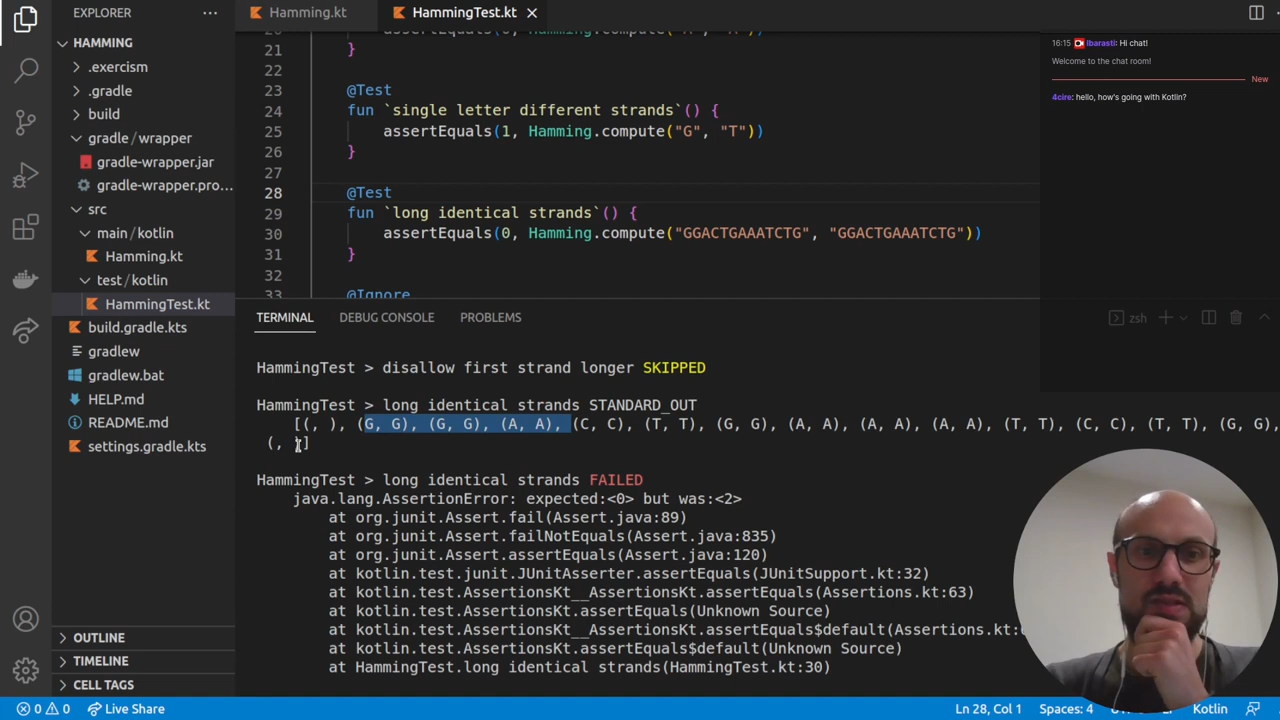 EXPLORER
HAMMING
.exercism
.gradle
build
gradle/wrapper
gradle-wrapper.jar
gradle-wrapper.pro...
src
main/kotlin
Hamming.kt
test/kotlin
HammingTest.kt
build.gradle.kts
gradlew
gradlew.bat
HELP.md
README.md
settings.gradle.kts
OUTLINE
TIMELINE
CELL TAGS
Hamming.kt
HammingTest.kt
21 }
22
23 @Test
24 fun `single letter different strands`() {
25 assertEquals(1, Hamming.compute("G", "T"))
26 }
27
28 @Test
29 fun `long identical strands`() {
30 assertEquals(0, Hamming.compute("GGACTGAAATCTG", "GGACTGAAATCTG"))
31 }
32
33 @Ignore
16:15 lbarasti: Hi chat!
Welcome to the chat room!
New
4cire: hello, how's going with Kotlin?
TERMINAL DEBUG CONSOLE PROBLEMS
zsh
HammingTest > disallow first strand longer SKIPPED
HammingTest > long identical strands STANDARD_OUT
[(, ), (G, G), (G, G), (A, A), (C, C), (T, T), (G, G), (A, A), (A, A), (A, A), (T, T), (C, C), (T, T), (G, G),
(, )]
HammingTest > long identical strands FAILED
java.lang.AssertionError: expected:<0> but was:<2>
at org.junit.Assert.fail(Assert.java:89)
at org.junit.Assert.failNotEquals(Assert.java:835)
at org.junit.Assert.assertEquals(Assert.java:120)
at kotlin.test.junit.JUnitAsserter.assertEquals(JUnitSupport.kt:32)
at kotlin.test.AssertionsKt__AssertionsKt.assertEquals(Assertions.kt:63)
at kotlin.test.AssertionsKt.assertEquals(Unknown Source)
at kotlin.test.AssertionsKt__AssertionsKt.assertEquals$default(Assertions.kt:
at kotlin.test.AssertionsKt.assertEquals$default(Unknown Source)
at HammingTest.long identical strands(HammingTest.kt:30)
0 0 Live Share
Ln 28, Col 1 Spaces: 4 Kotlin